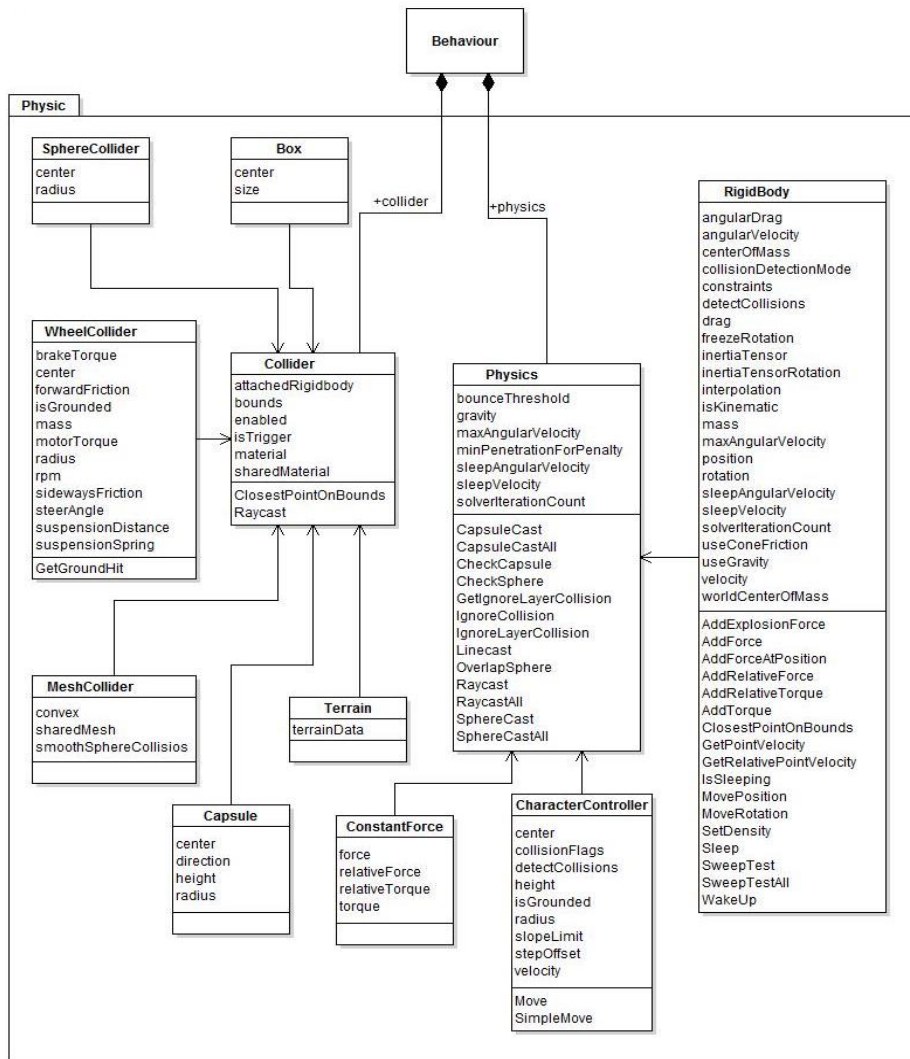 Behaviour
Physic
+collider
+physics
SphereCollider
center
radius
Box
center
size
WheelCollider
brakeTorque
center
forwardFriction
isGrounded
mass
motorTorque
radius
rpm
sidewaysFriction
steerAngle
suspensionDistance
suspensionSpring
GetGroundHit
Collider
attachedRigidbody
bounds
enabled
isTrigger
material
sharedMaterial
ClosestPointOnBounds
Raycast
Physics
bounceThreshold
gravity
maxAngularVelocity
minPenetrationForPenalty
sleepAngularVelocity
sleepVelocity
solverIterationCount
CapsuleCast
CapsuleCastAll
CheckCapsule
CheckSphere
GetIgnoreLayerCollision
IgnoreCollision
IgnoreLayerCollision
Linecast
OverlapSphere
Raycast
RaycastAll
SphereCast
SphereCastAll
RigidBody
angularDrag
angularVelocity
centerOfMass
collisionDetectionMode
constraints
detectCollisions
drag
freezeRotation
inertiaTensor
inertiaTensorRotation
interpolation
isKinematic
mass
maxAngularVelocity
position
rotation
sleepAngularVelocity
sleepVelocity
solverIterationCount
useConeFriction
useGravity
velocity
worldCenterOfMass
AddExplosionForce
AddForce
AddForceAtPosition
AddRelativeForce
AddRelativeTorque
AddTorque
ClosestPointOnBounds
GetPointVelocity
GetRelativePointVelocity
IsSleeping
MovePosition
MoveRotation
SetDensity
Sleep
SweepTest
SweepTestAll
WakeUp
MeshCollider
convex
sharedMesh
smoothSphereCollisios
Terrain
terrainData
Capsule
center
direction
height
radius
ConstantForce
force
relativeForce
relativeTorque
torque
CharacterController
center
collisionFlags
detectCollisions
height
isGrounded
radius
slopeLimit
stepOffset
velocity
Move
SimpleMove